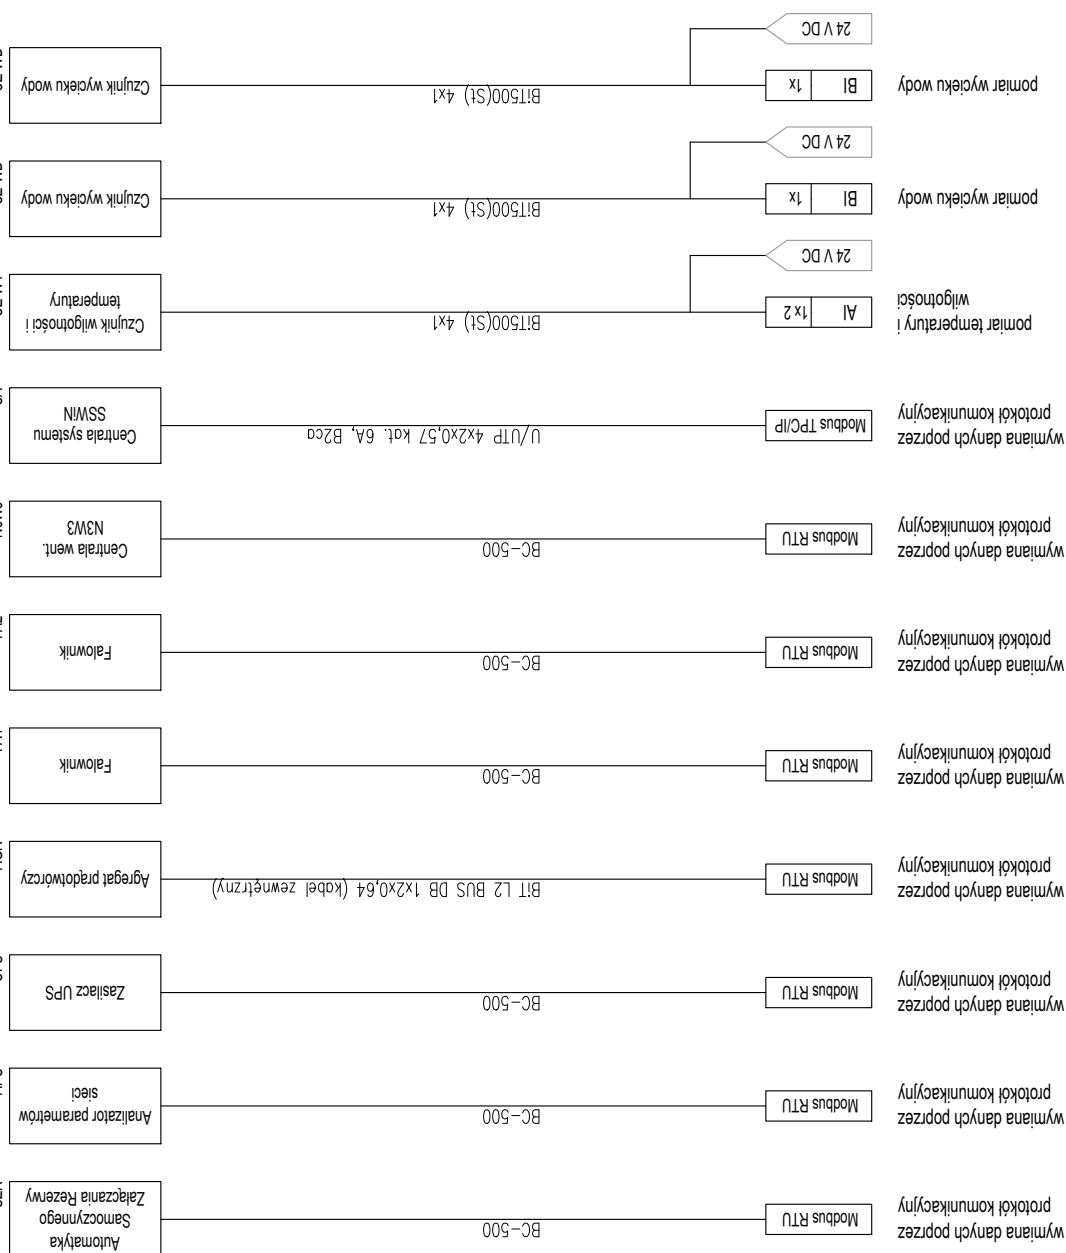 wymiana danych poprzez
protokół komunikacyjny
Modbus RTU
BC-500
Automatyka
Samoczynnego
Załączania Rezerwy
wymiana danych poprzez
protokół komunikacyjny
Modbus RTU
BC-500
Analizator parametrów
sieci
wymiana danych poprzez
protokół komunikacyjny
Modbus RTU
BC-500
Zasilacz UPS
wymiana danych poprzez
protokół komunikacyjny
Modbus RTU
BiT L2 BUS DB 1x2x0,64 (kabel zewnętrzny)
Agregat prądotwórczy
wymiana danych poprzez
protokół komunikacyjny
Modbus RTU
BC-500
Falownik
wymiana danych poprzez
protokół komunikacyjny
Modbus RTU
BC-500
Falownik
wymiana danych poprzez
protokół komunikacyjny
Modbus RTU
BC-500
Centrala went.
N3W3
wymiana danych poprzez
protokół komunikacyjny
Modbus TPC/IP
U/UTP 4x2x0,57 kat. 6A, B2ca
Centrala systemu
SSWiN
pomiar temperatury i
wilgotności
AI 1x 2
24 V DC
BiT500(St) 4x1
Czujnik wilgotności i
temperatury
pomiar wycieku wody
BI 1x
24 V DC
BiT500(St) 4x1
Czujnik wycieku wody
pomiar wycieku wody
BI 1x
24 V DC
BiT500(St) 4x1
Czujnik wycieku wody